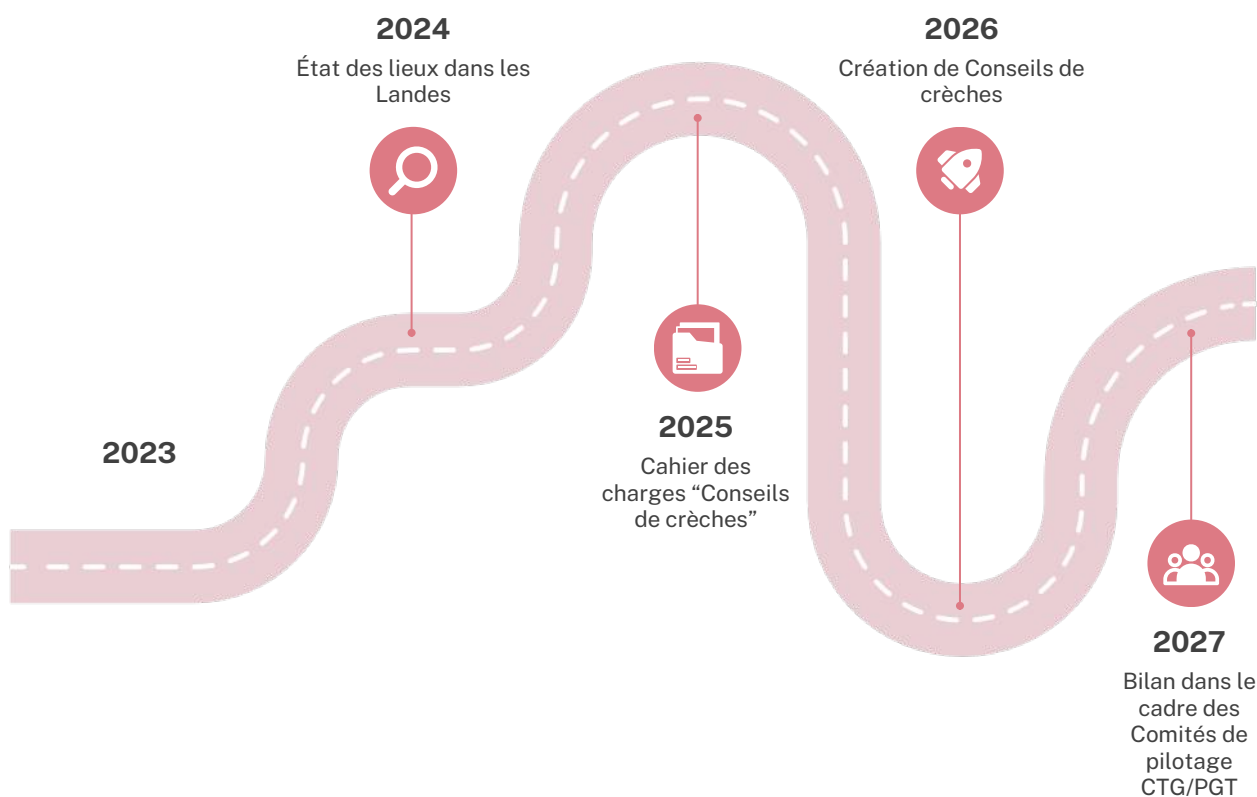 2023
2024
État des lieux dans les
Landes
2025
Cahier des
charges “Conseils
de crèches”
2026
Création de Conseils de
crèches
2027
Bilan dans le
cadre des
Comités de
pilotage
CTG/PGT